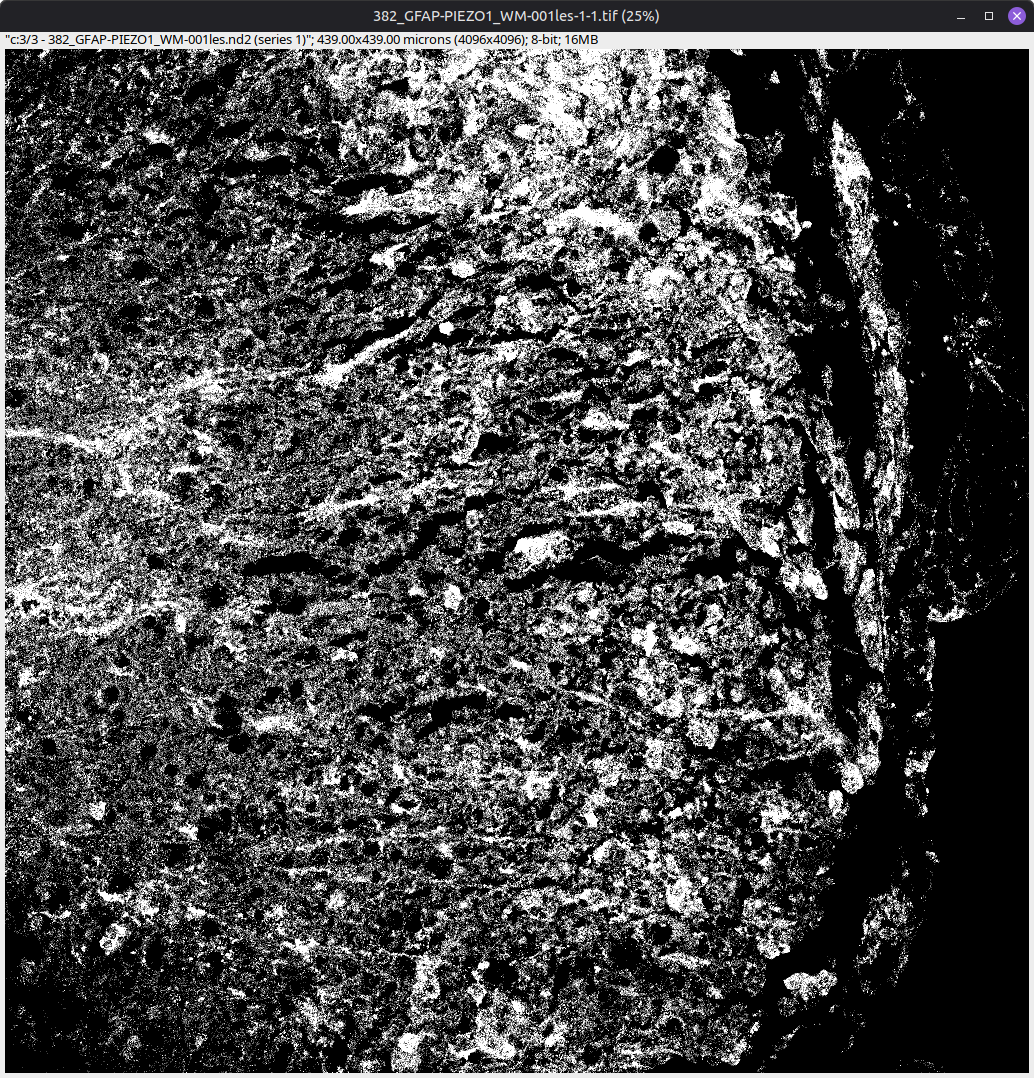 382_GFAP-PIEZO1_WM-001les-1-1.tif (25%)
"c:3/3 - 382_GFAP-PIEZO1_WM-001les.nd2 (series 1)"; 439.00x439.00 microns (4096x4096); 8-bit; 16MB